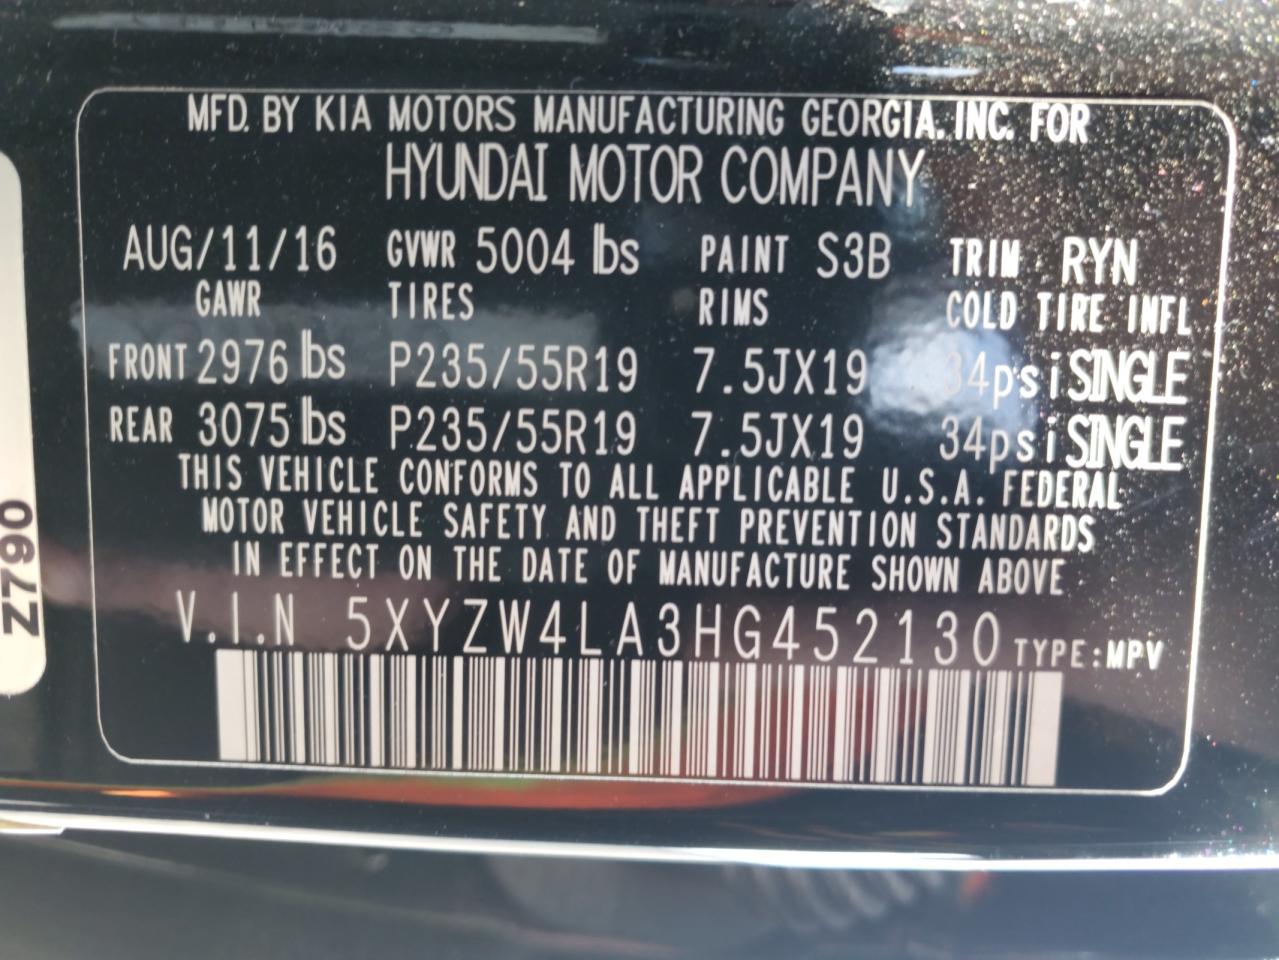 MFD. BY KIA MOTORS MANUFACTURING GEORGIA. INC. FOR
HYUNDAI MOTOR COMPANY
AUG/11/16 GVWR 5004 lbs PAINT S3B TRIM RYN
GAWR TIRES RIMS COLD TIRE INFL
FRONT 2976 lbs P235/55R19 7.5JX19 34psi SINGLE
REAR 3075 lbs P235/55R19 7.5JX19 34psi SINGLE
THIS VEHICLE CONFORMS TO ALL APPLICABLE U.S.A. FEDERAL
MOTOR VEHICLE SAFETY AND THEFT PREVENTION STANDARDS
IN EFFECT ON THE DATE OF MANUFACTURE SHOWN ABOVE
V.I.N 5XYZW4LA3HG452130 TYPE:MPV
Z790